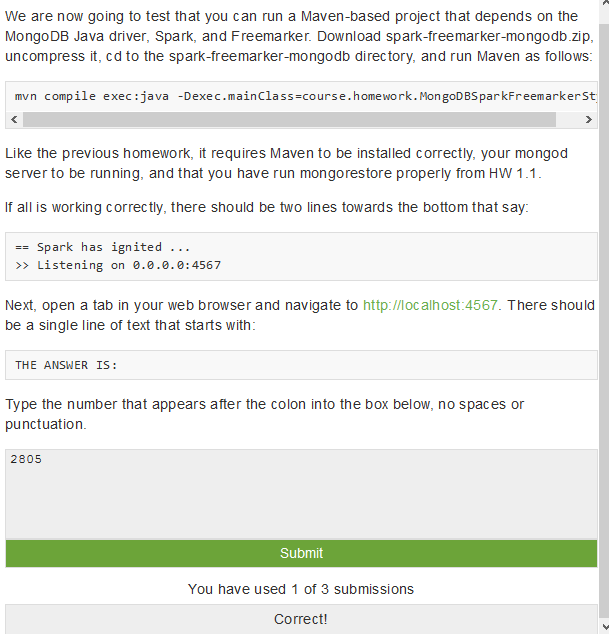 We are now going to test that you can run a Maven-based project that depends on the
MongoDB Java driver, Spark, and Freemarker. Download spark-freemarker-mongodb.zip,
uncompress it, cd to the spark-freemarker-mongodb directory, and run Maven as follows:
mvn compile exec:java -Dexec.mainClass=course.homework.MongoDBSparkFreemarkerSty
Like the previous homework, it requires Maven to be installed correctly, your mongod
server to be running, and that you have run mongorestore properly from HW 1.1.
If all is working correctly, there should be two lines towards the bottom that say:
== Spark has ignited ...
>> Listening on 0.0.0.0:4567
Next, open a tab in your web browser and navigate to http://localhost:4567. There should
be a single line of text that starts with:
THE ANSWER IS:
Type the number that appears after the colon into the box below, no spaces or
punctuation.
2805
Submit
You have used 1 of 3 submissions
Correct!